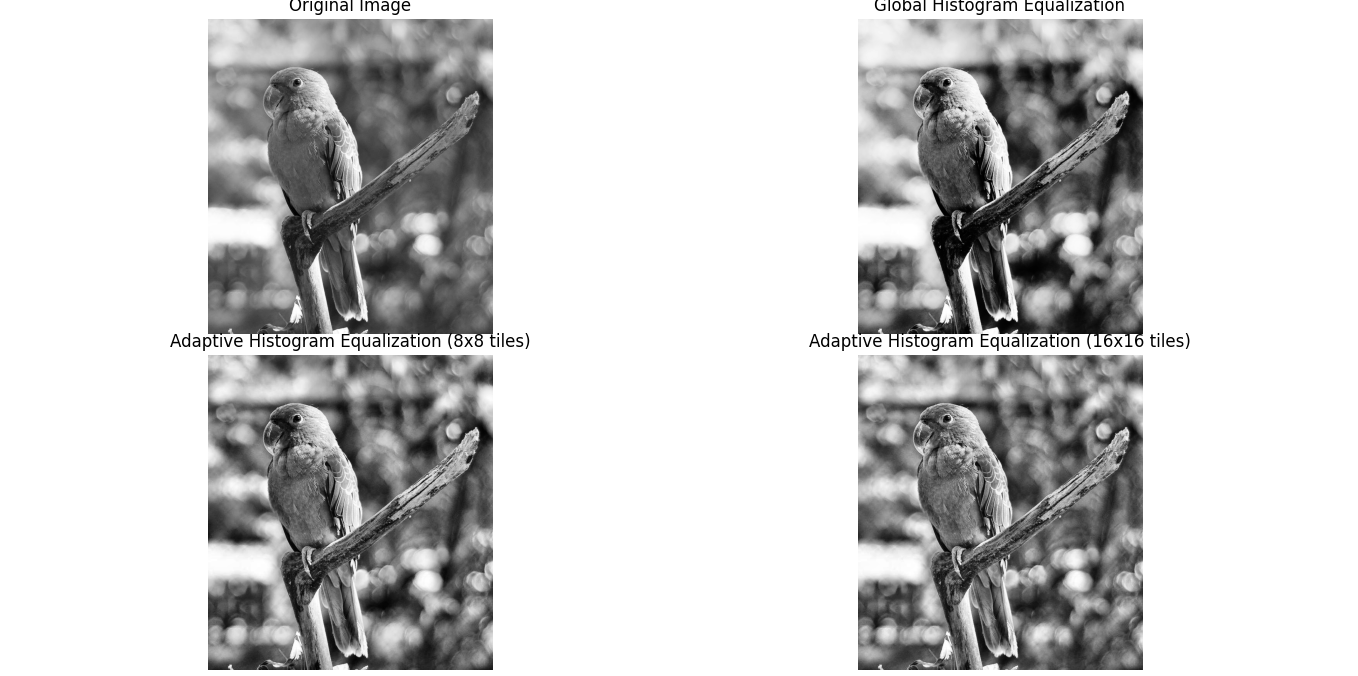 Original Image
Global Histogram Equalization
Adaptive Histogram Equalization (8x8 tiles)
Adaptive Histogram Equalization (16x16 tiles)